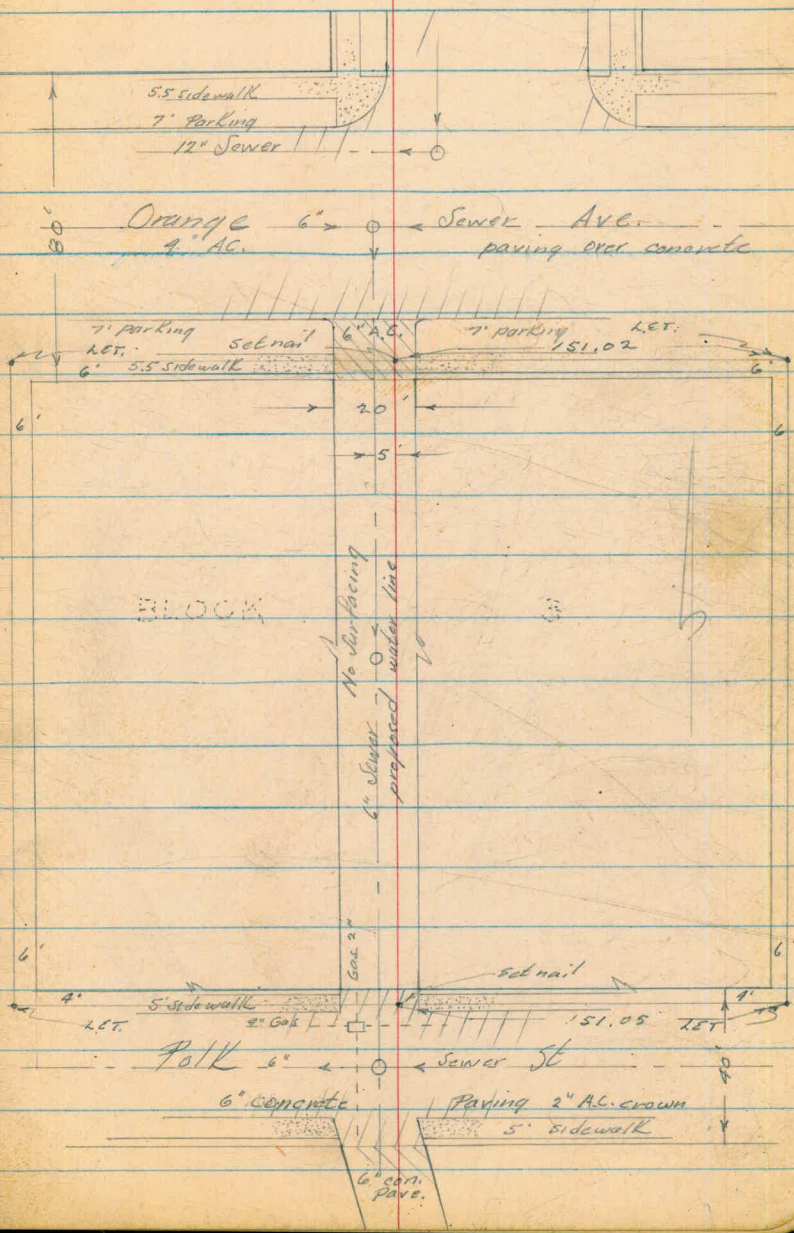 5.5 sidewalk
7' Parking
12" Sewer
80'
Orange 6" Sewer Ave.
4" AC. paving over concrete
7' parking 6" A.C. 7' parking L.E.T.
L.E.T. set nail 151.02
6' 5.5 sidewalk 6'
6' 20' 6
5'
BLOCK
No Surfacing
6" Sewer
proposed water line
Gas 2"
6' 6
set nail
4' 5' sidewalk 1' 4'
L.E.T. 2" Gas 151.05 LET
Polk 6" Sewer St
40'
6" concrete Paving 2" A.C. crown
5' sidewalk
6" con.
Pave.